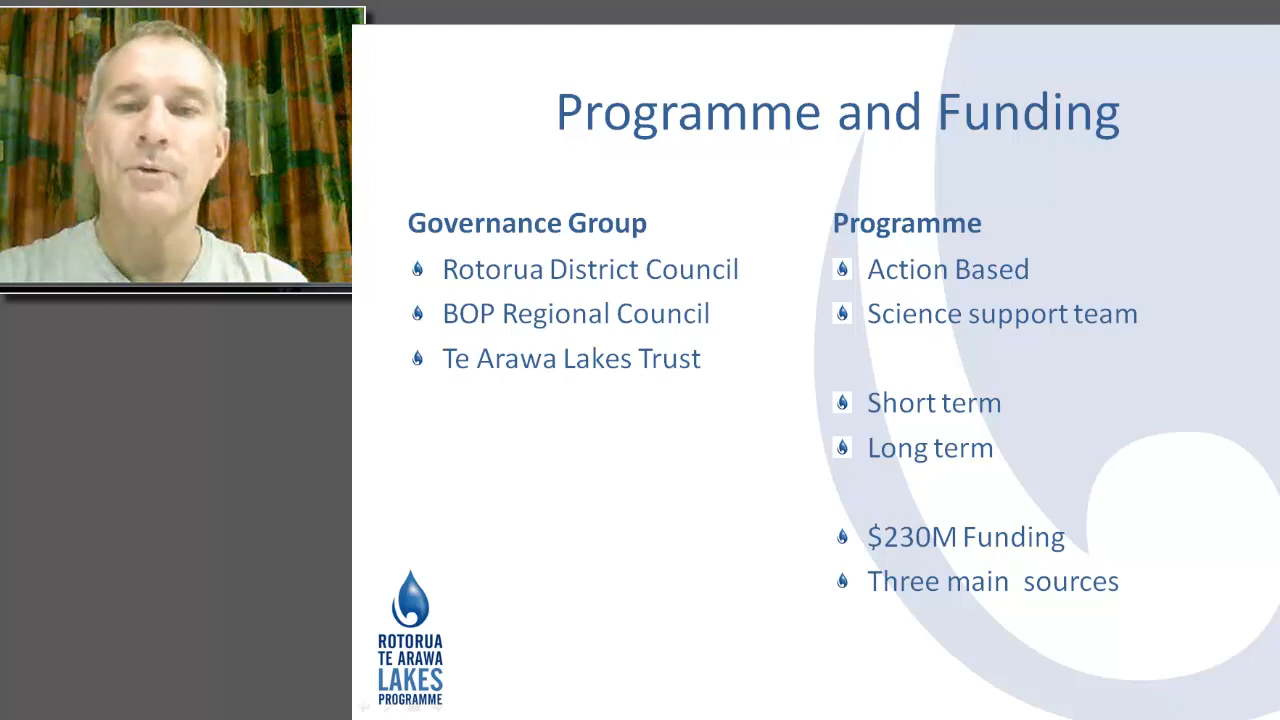 Programme and Funding
Governance Group
Rotorua District Council
BOP Regional Council
Te Arawa Lakes Trust
Programme
Action Based
Science support team
Short term
Long term
$230M Funding
Three main sources
ROTORUA
TE ARAWA
LAKES
PROGRAMME